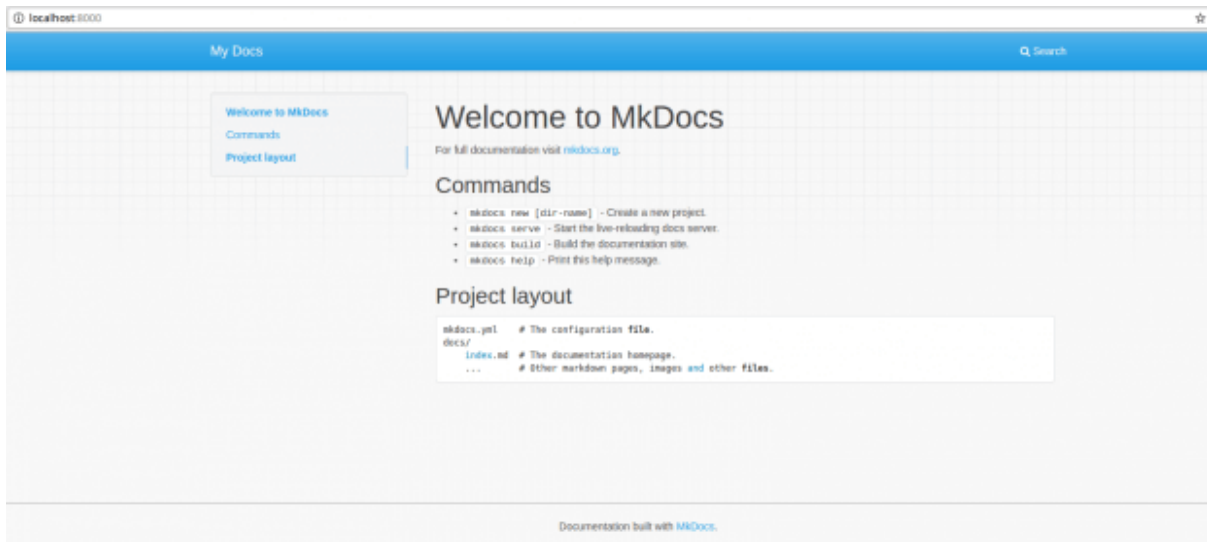 localhost:8000
My Docs
Search
Welcome to MkDocs
Commands
Project layout
Welcome to MkDocs
For full documentation visit mkdocs.org.
Commands
• mkdocs new [dir-name] - Create a new project.
• mkdocs serve - Start the live-reloading docs server.
• mkdocs build - Build the documentation site.
• mkdocs help - Print this help message.
Project layout
mkdocs.yml    # The configuration file.
docs/
    index.md  # The documentation homepage.
    ...       # Other markdown pages, images and other files.
Documentation built with MkDocs.